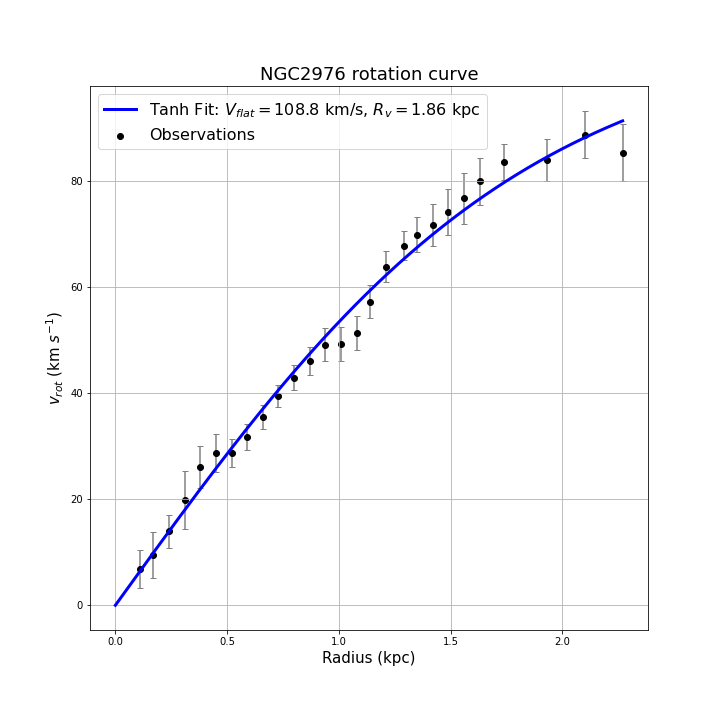 NGC2976 rotation curve
Tanh Fit: V_flat = 108.8 km/s, R_v = 1.86 kpc
Observations
80
60
40
20
0
v_rot (km s⁻¹)
0.0 0.5 1.0 1.5 2.0
Radius (kpc)